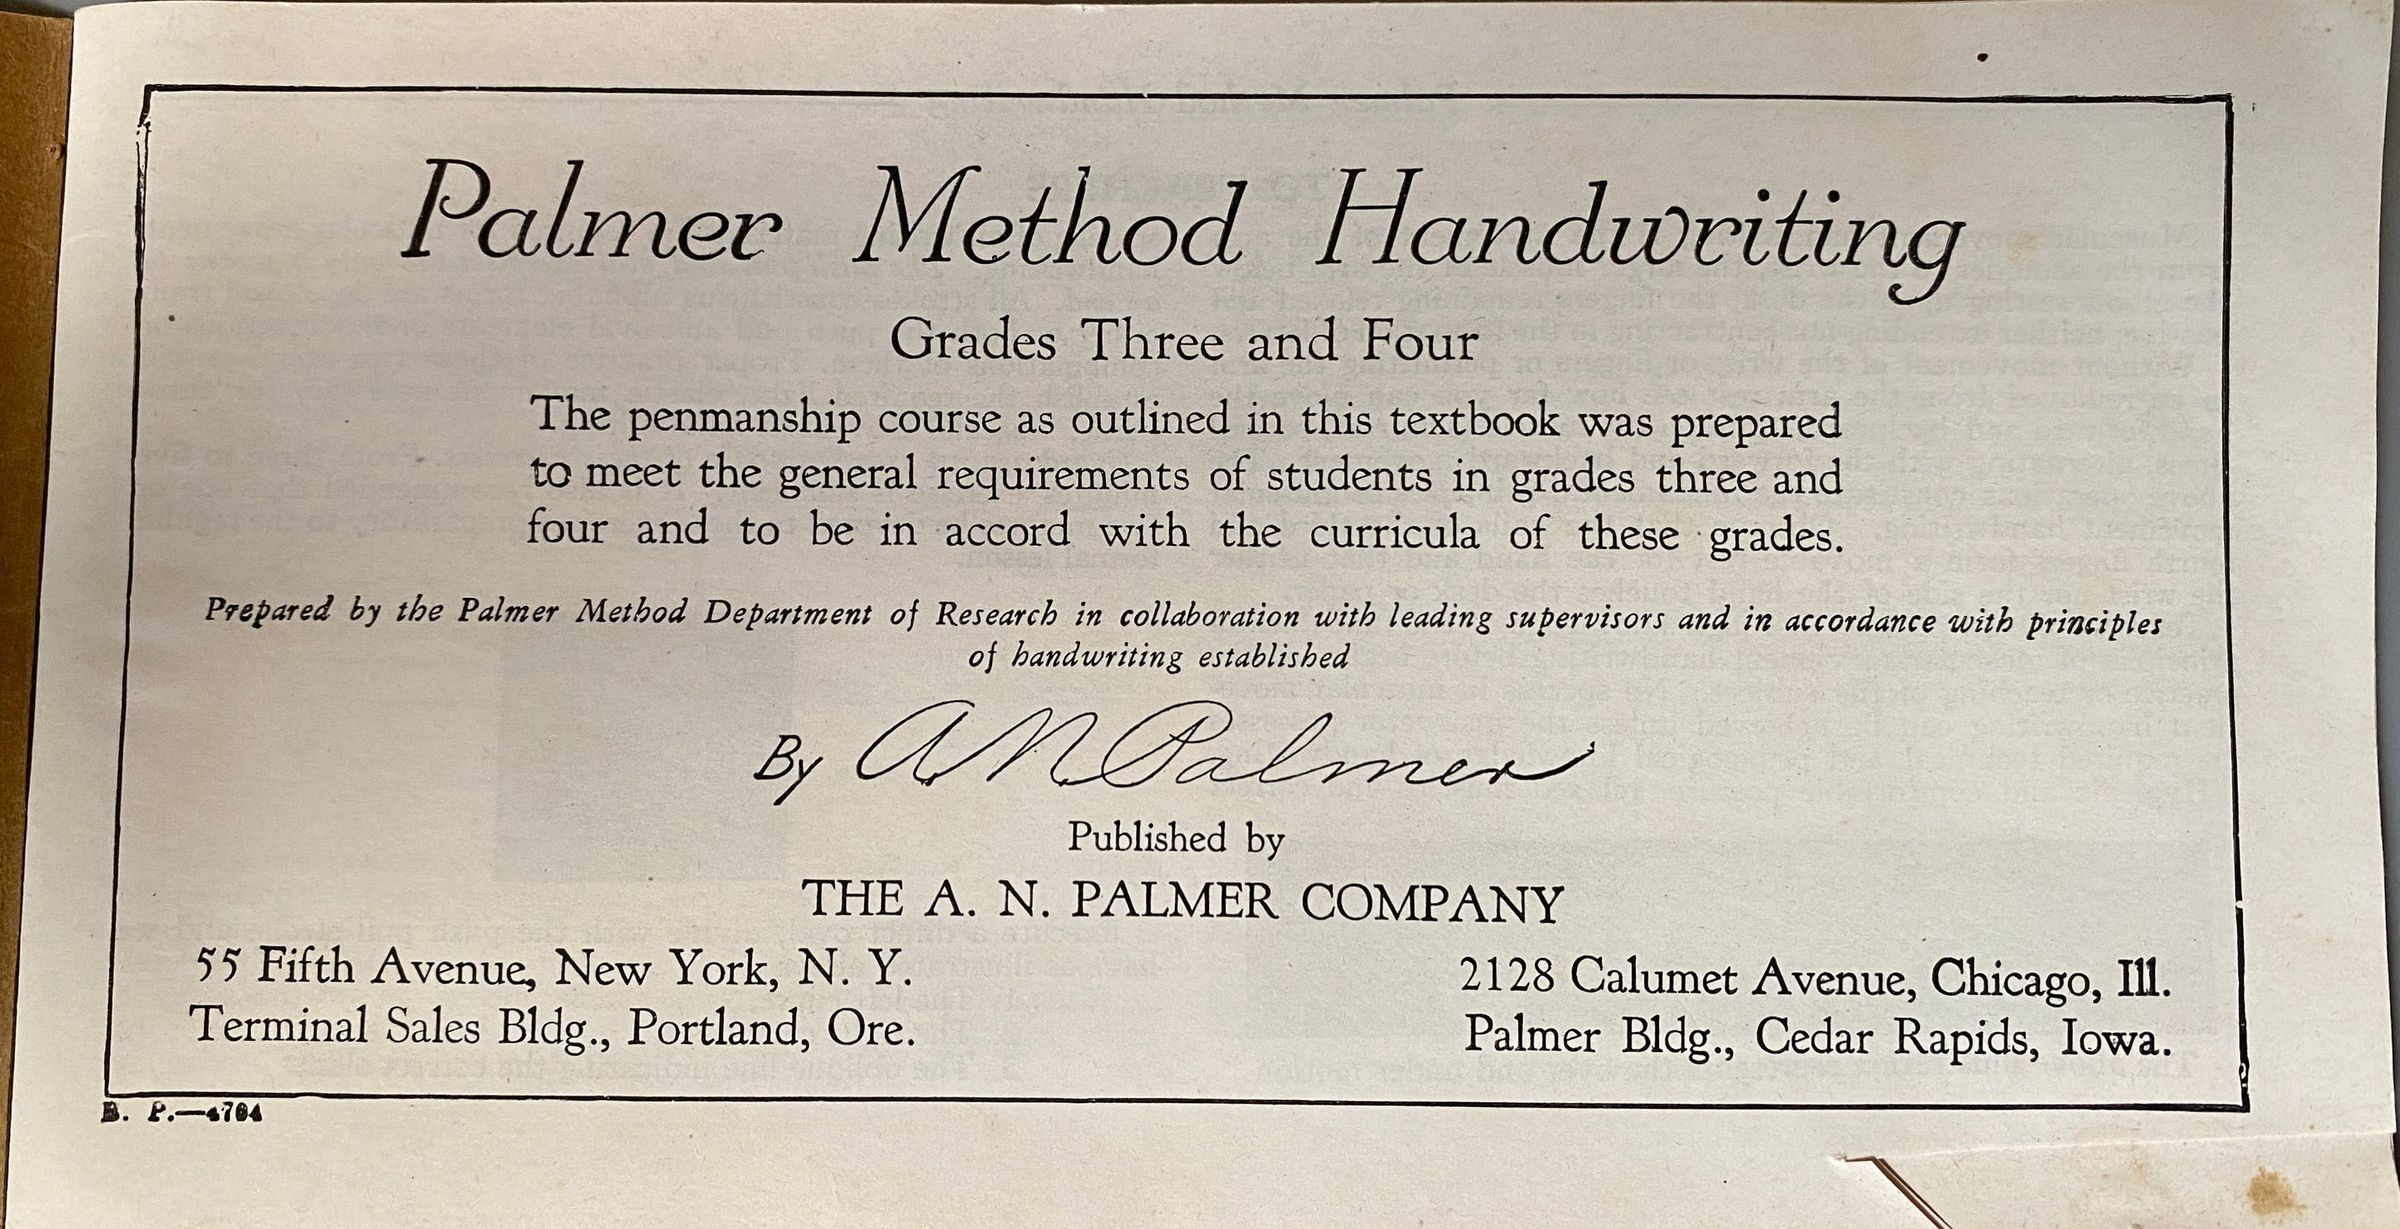 Palmer Method Handwriting
Grades Three and Four
The penmanship course as outlined in this textbook was prepared
to meet the general requirements of students in grades three and
four and to be in accord with the curricula of these grades.
Prepared by the Palmer Method Department of Research in collaboration with leading supervisors and in accordance with principles
of handwriting established
By A. N. Palmer
Published by
THE A. N. PALMER COMPANY
55 Fifth Avenue, New York, N. Y.
Terminal Sales Bldg., Portland, Ore.
2128 Calumet Avenue, Chicago, Ill.
Palmer Bldg., Cedar Rapids, Iowa.
B. P.—4704